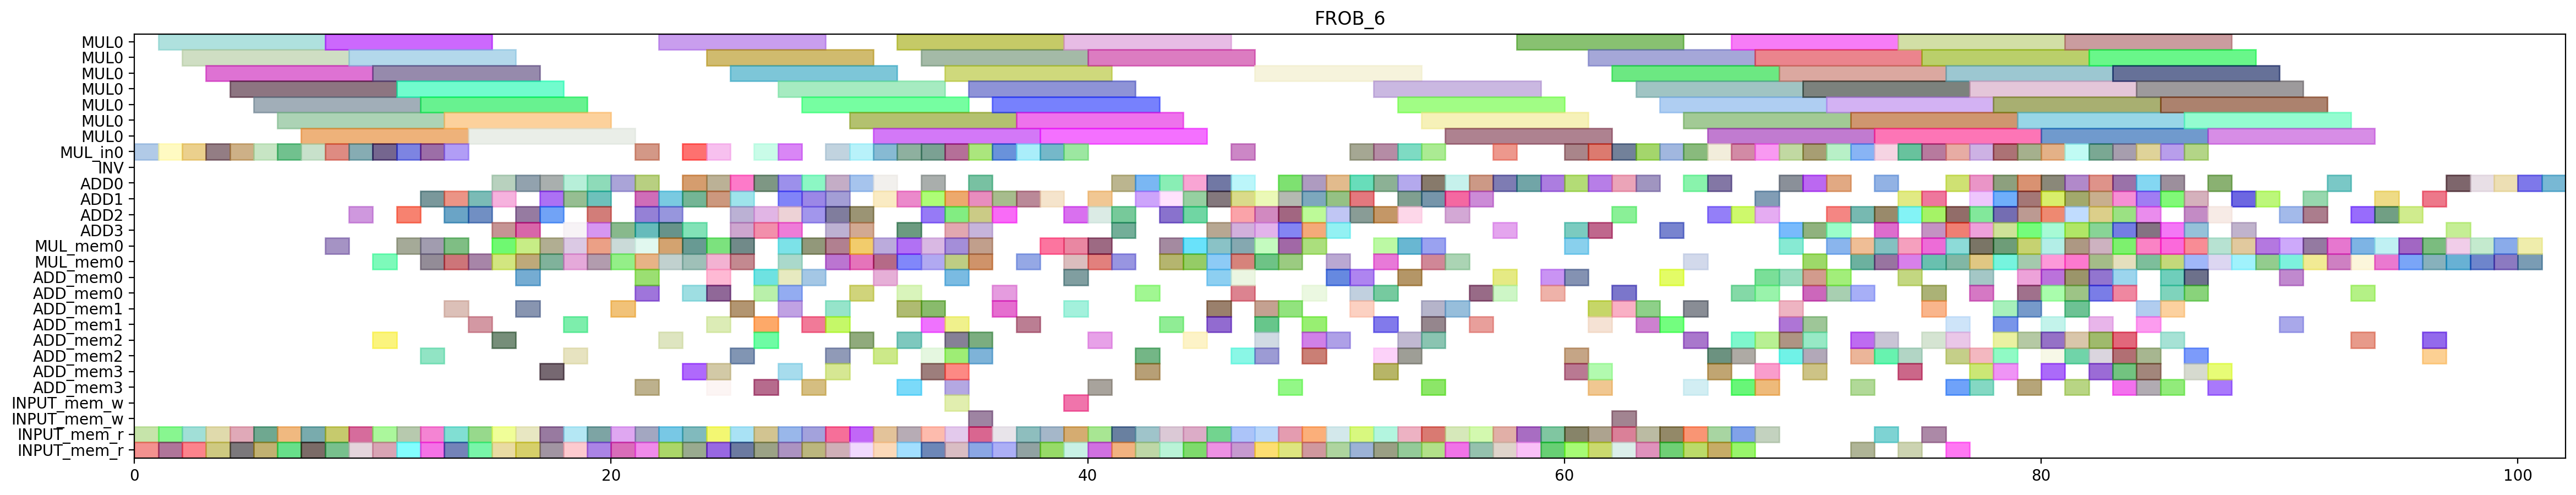 FROB_6
MUL0
MUL0
MUL0
MUL0
MUL0
MUL0
MUL0
MUL_in0
INV
ADD0
ADD1
ADD2
ADD3
MUL_mem0
MUL_mem0
ADD_mem0
ADD_mem0
ADD_mem1
ADD_mem1
ADD_mem2
ADD_mem2
ADD_mem3
ADD_mem3
INPUT_mem_w
INPUT_mem_w
INPUT_mem_r
INPUT_mem_r
0 20 40 60 80 100